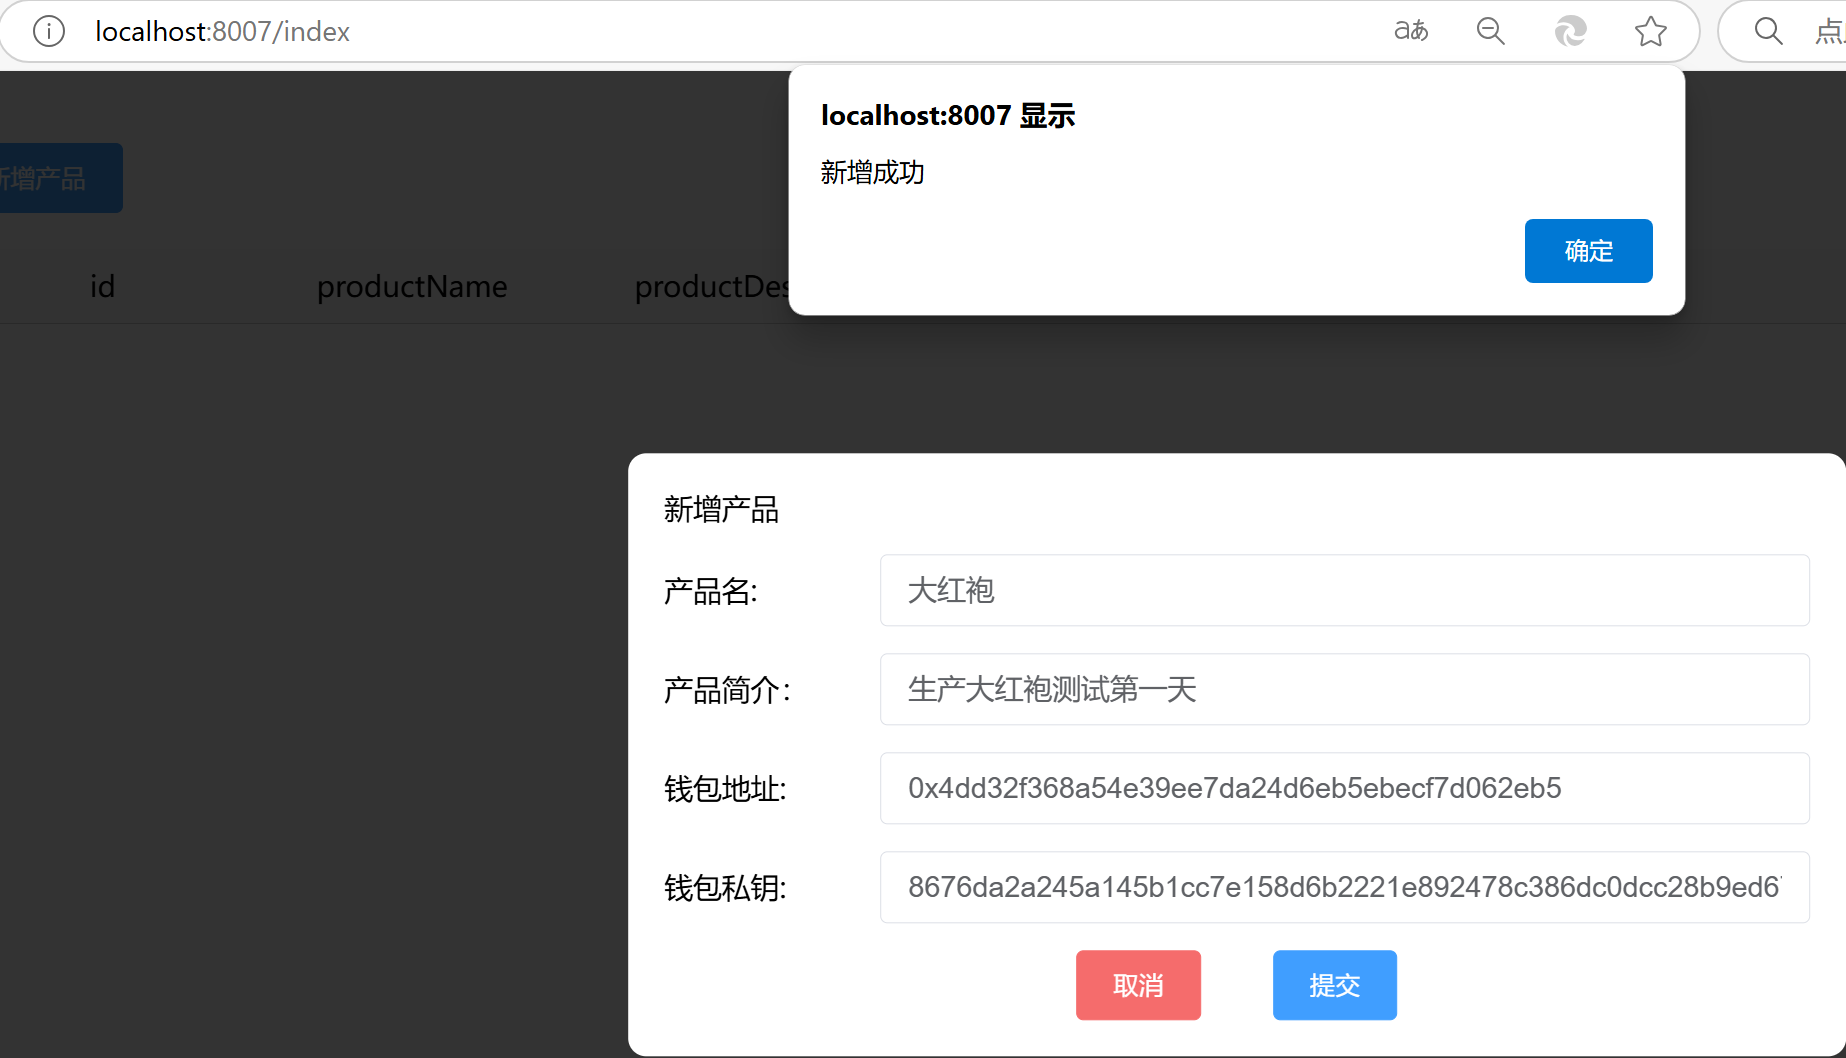 localhost:8007/index
aあ
点
localhost:8007 显示
新增成功
确定
新增产品
id
productName
productDes
新增产品
产品名:
大红袍
产品简介：
生产大红袍测试第一天
钱包地址:
0x4dd32f368a54e39ee7da24d6eb5ebecf7d062eb5
钱包私钥:
8676da2a245a145b1cc7e158d6b2221e892478c386dc0dcc28b9ed6
取消
提交